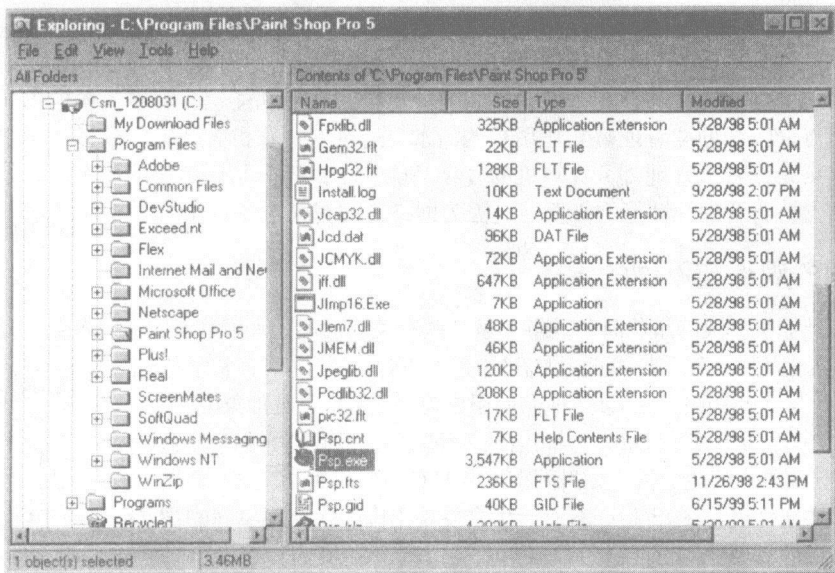 Exploring - C:\Program Files\Paint Shop Pro 5
File Edit View Tools Help
All Folders
Contents of 'C:\Program Files\Paint Shop Pro 5'
Csm_1208031 (C:)
My Download Files
Program Files
Adobe
Common Files
DevStudio
Exceed.nt
Flex
Internet Mail and Ne
Microsoft Office
Netscape
Paint Shop Pro 5
Plus!
Real
ScreenMates
SoftQuad
Windows Messaging
Windows NT
WinZip
Programs
Recycled
Name Size Type Modified
Fpxlib.dll 325KB Application Extension 5/28/98 5:01 AM
Gem32.flt 22KB FLT File 5/28/98 5:01 AM
Hpgl32.flt 128KB FLT File 5/28/98 5:01 AM
Install.log 10KB Text Document 9/28/98 2:07 PM
Jcap32.dll 14KB Application Extension 5/28/98 5:01 AM
Jcd.dat 96KB DAT File 5/28/98 5:01 AM
JCMYK.dll 72KB Application Extension 5/28/98 5:01 AM
jff.dll 647KB Application Extension 5/28/98 5:01 AM
JImp16.Exe 7KB Application 5/28/98 5:01 AM
Jlem7.dll 48KB Application Extension 5/28/98 5:01 AM
JMEM.dll 46KB Application Extension 5/28/98 5:01 AM
Jpeglib.dll 120KB Application Extension 5/28/98 5:01 AM
Pcdlib32.dll 208KB Application Extension 5/28/98 5:01 AM
pic32.flt 17KB FLT File 5/28/98 5:01 AM
Psp.cnt 7KB Help Contents File 5/28/98 5:01 AM
Psp.exe 3,547KB Application 5/28/98 5:01 AM
Psp.fts 236KB FTS File 11/26/98 2:43 PM
Psp.gid 40KB GID File 6/15/99 5:11 PM
1 object(s) selected 3.46MB